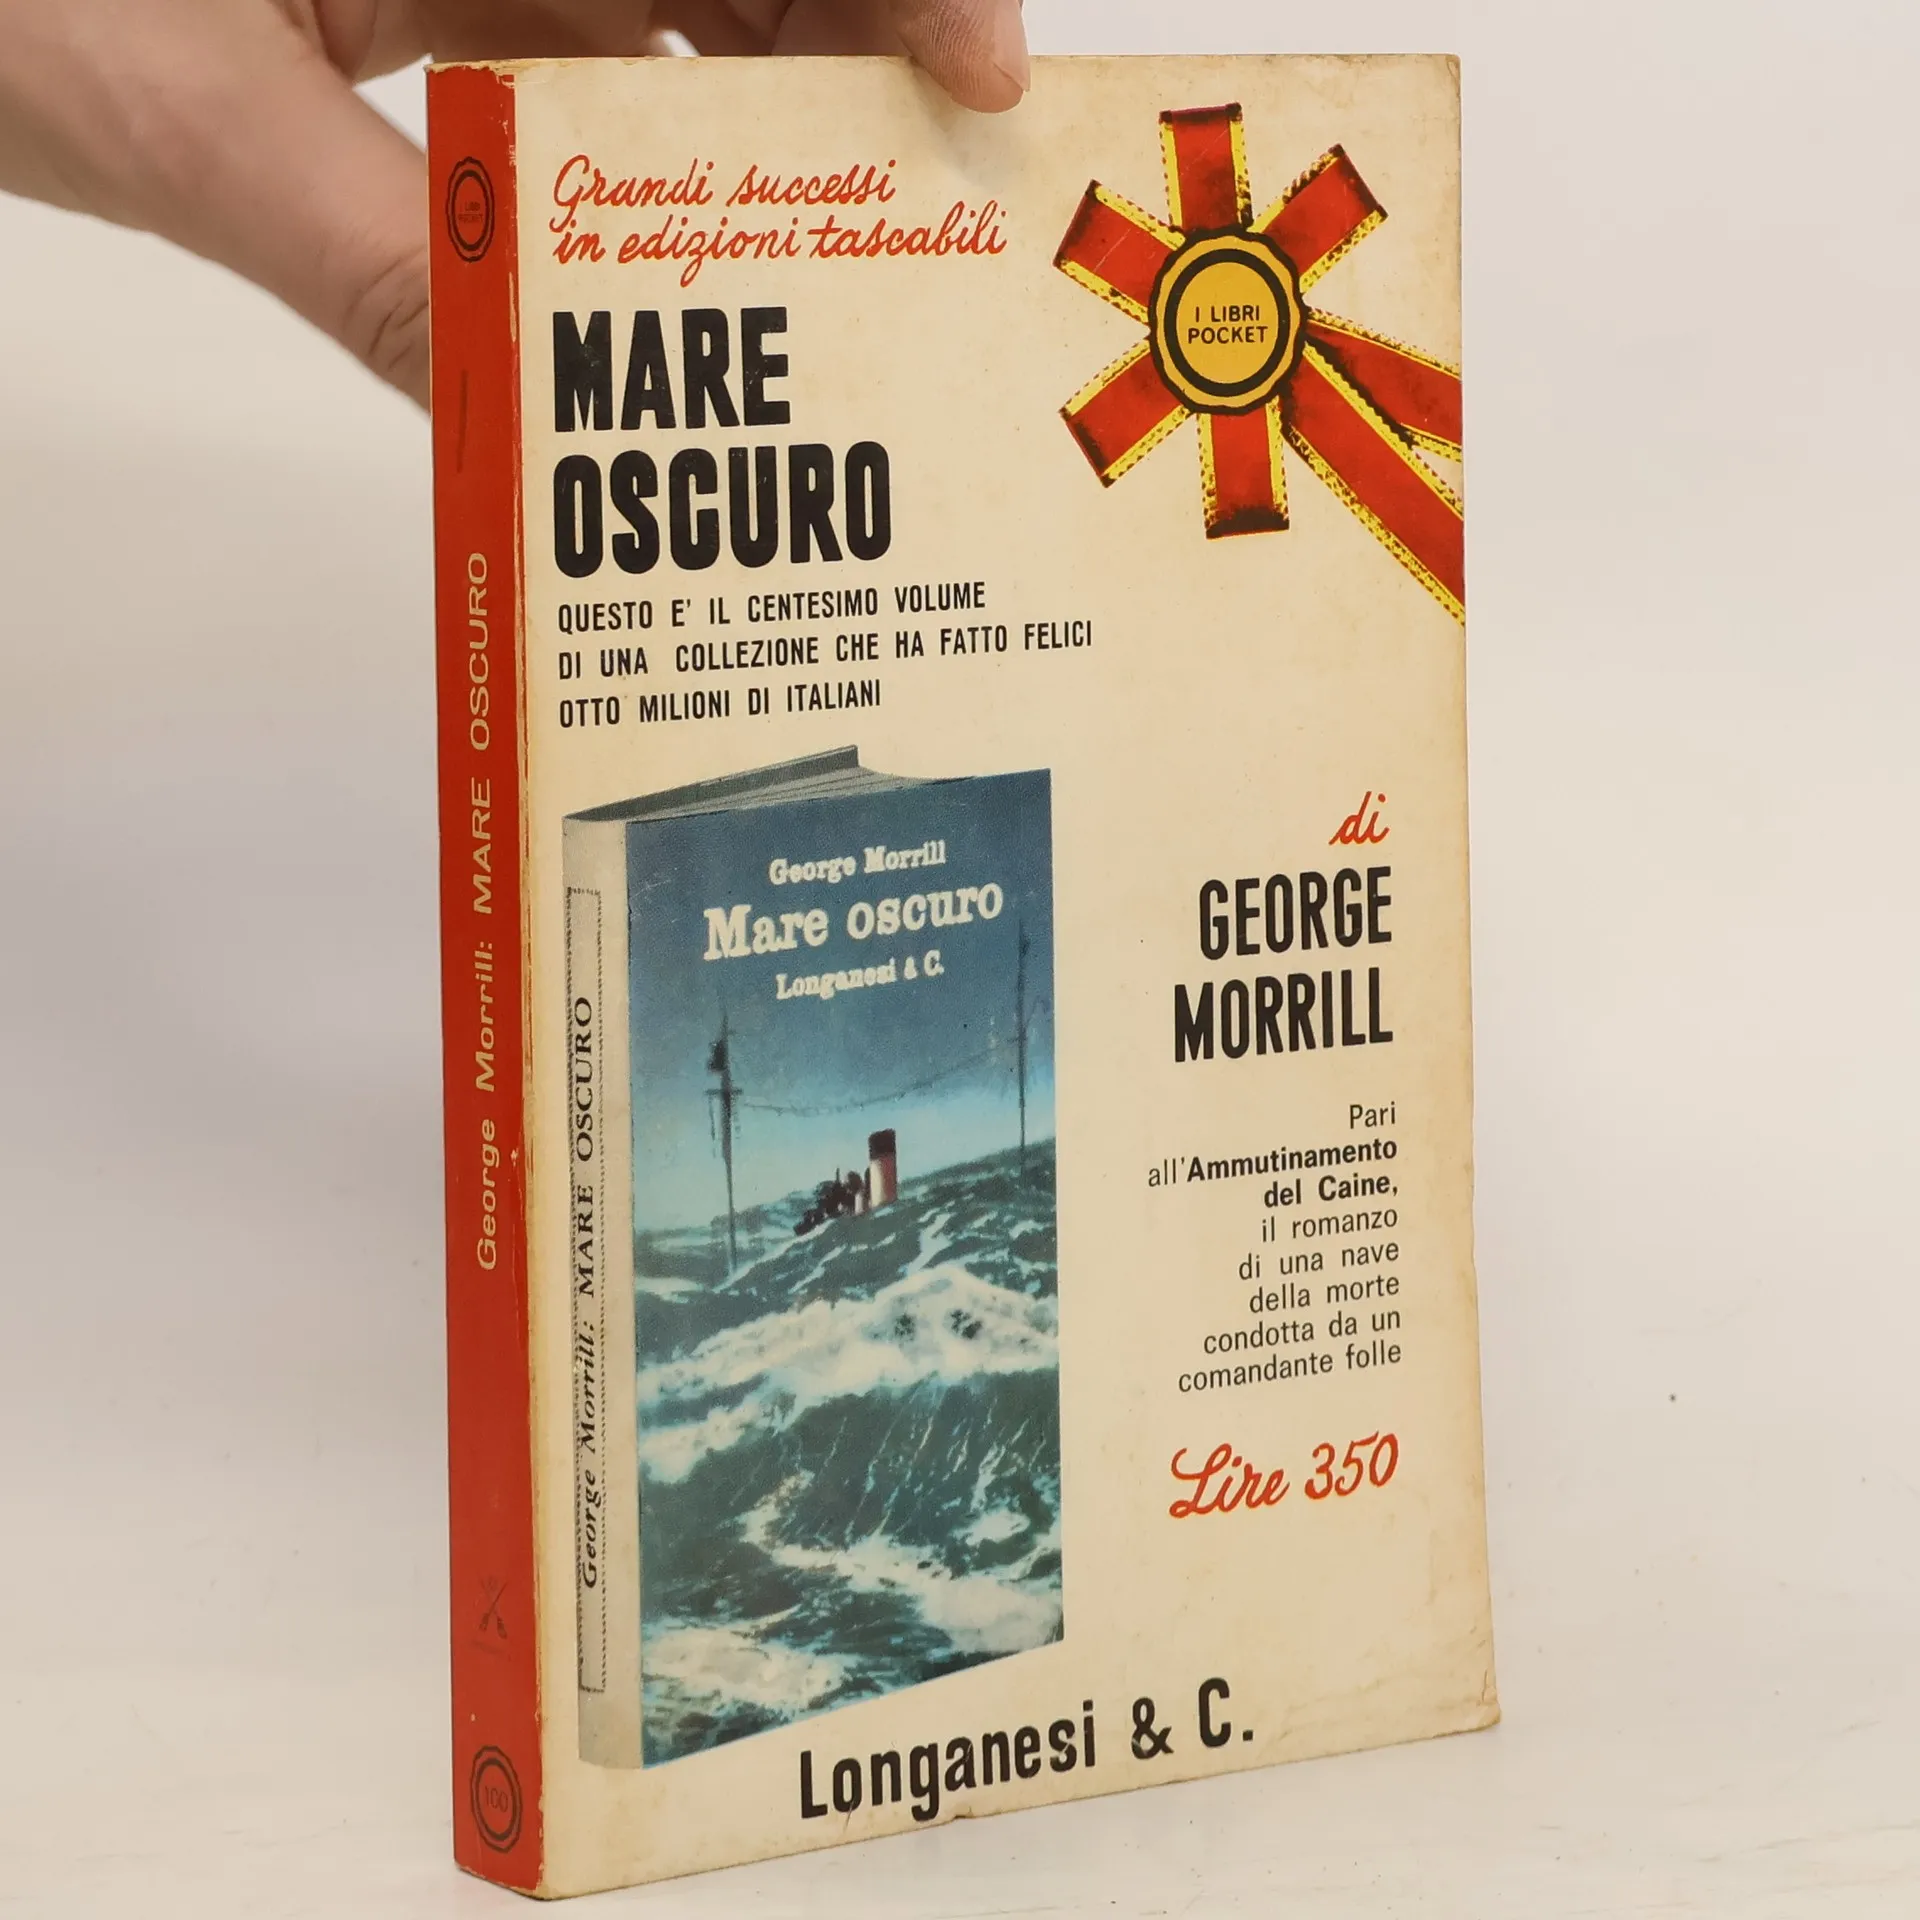 I LIBRI
POCKET
George Morrill: MARE OSCURO
100
Grandi successi
in edizioni tascabili
I LIBRI
POCKET
MARE
OSCURO
QUESTO E' IL CENTESIMO VOLUME
DI UNA COLLEZIONE CHE HA FATTO FELICI
OTTO MILIONI DI ITALIANI
George Morrill
Mare oscuro
Longanesi & C.
George Morrill: MARE OSCURO
di
GEORGE
MORRILL
Pari
all'Ammutinamento
del Caine,
il romanzo
di una nave
della morte
condotta da un
comandante folle
Lire 350
Longanesi & C.